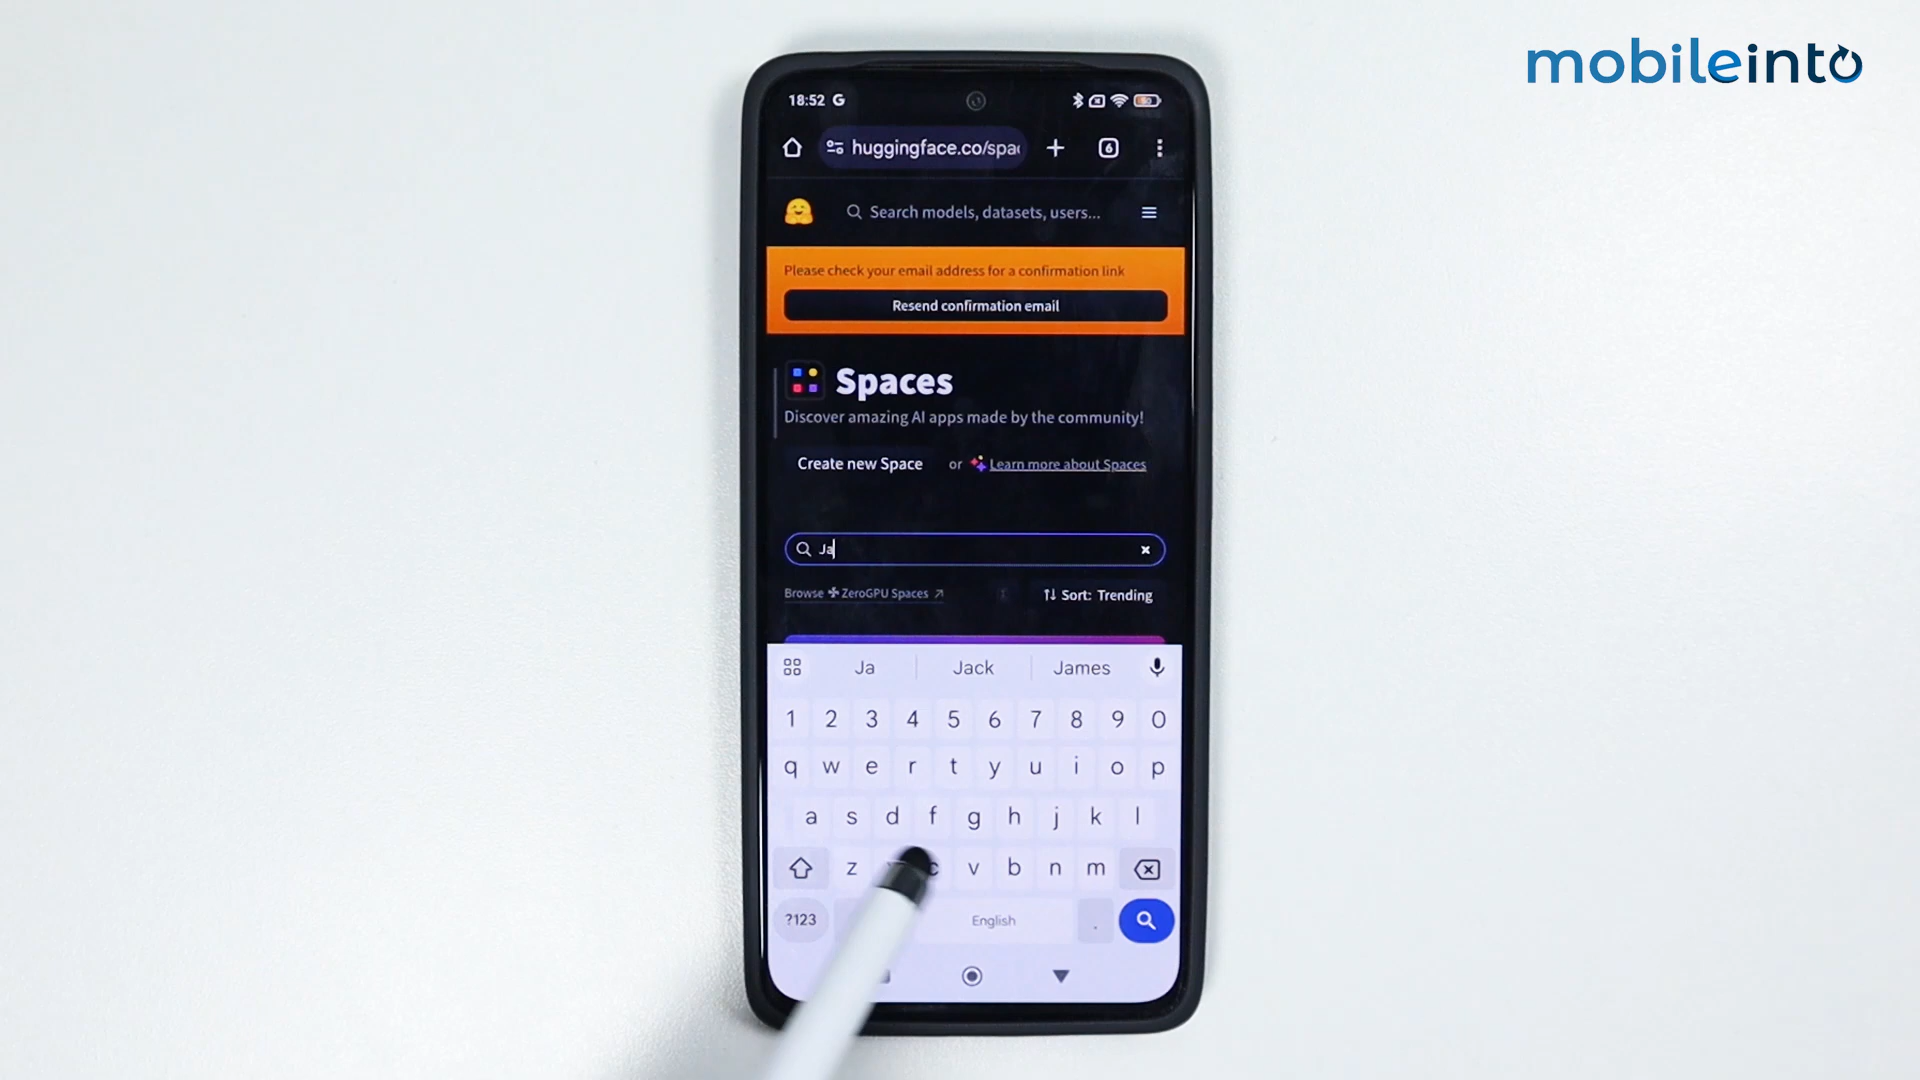 mobileinto
18:52 G
huggingface.co/spa
6
Search models, datasets, users...
Please check your email address for a confirmation link
Resend confirmation email
Spaces
Discover amazing AI apps made by the community!
Create new Space or Learn more about Spaces
Ja
Browse ZeroGPU Spaces Sort: Trending
Ja Jack James
1 2 3 4 5 6 7 8 9 0
q w e r t y u i o p
a s d f g h j k l
z c v b n m
?123 English .